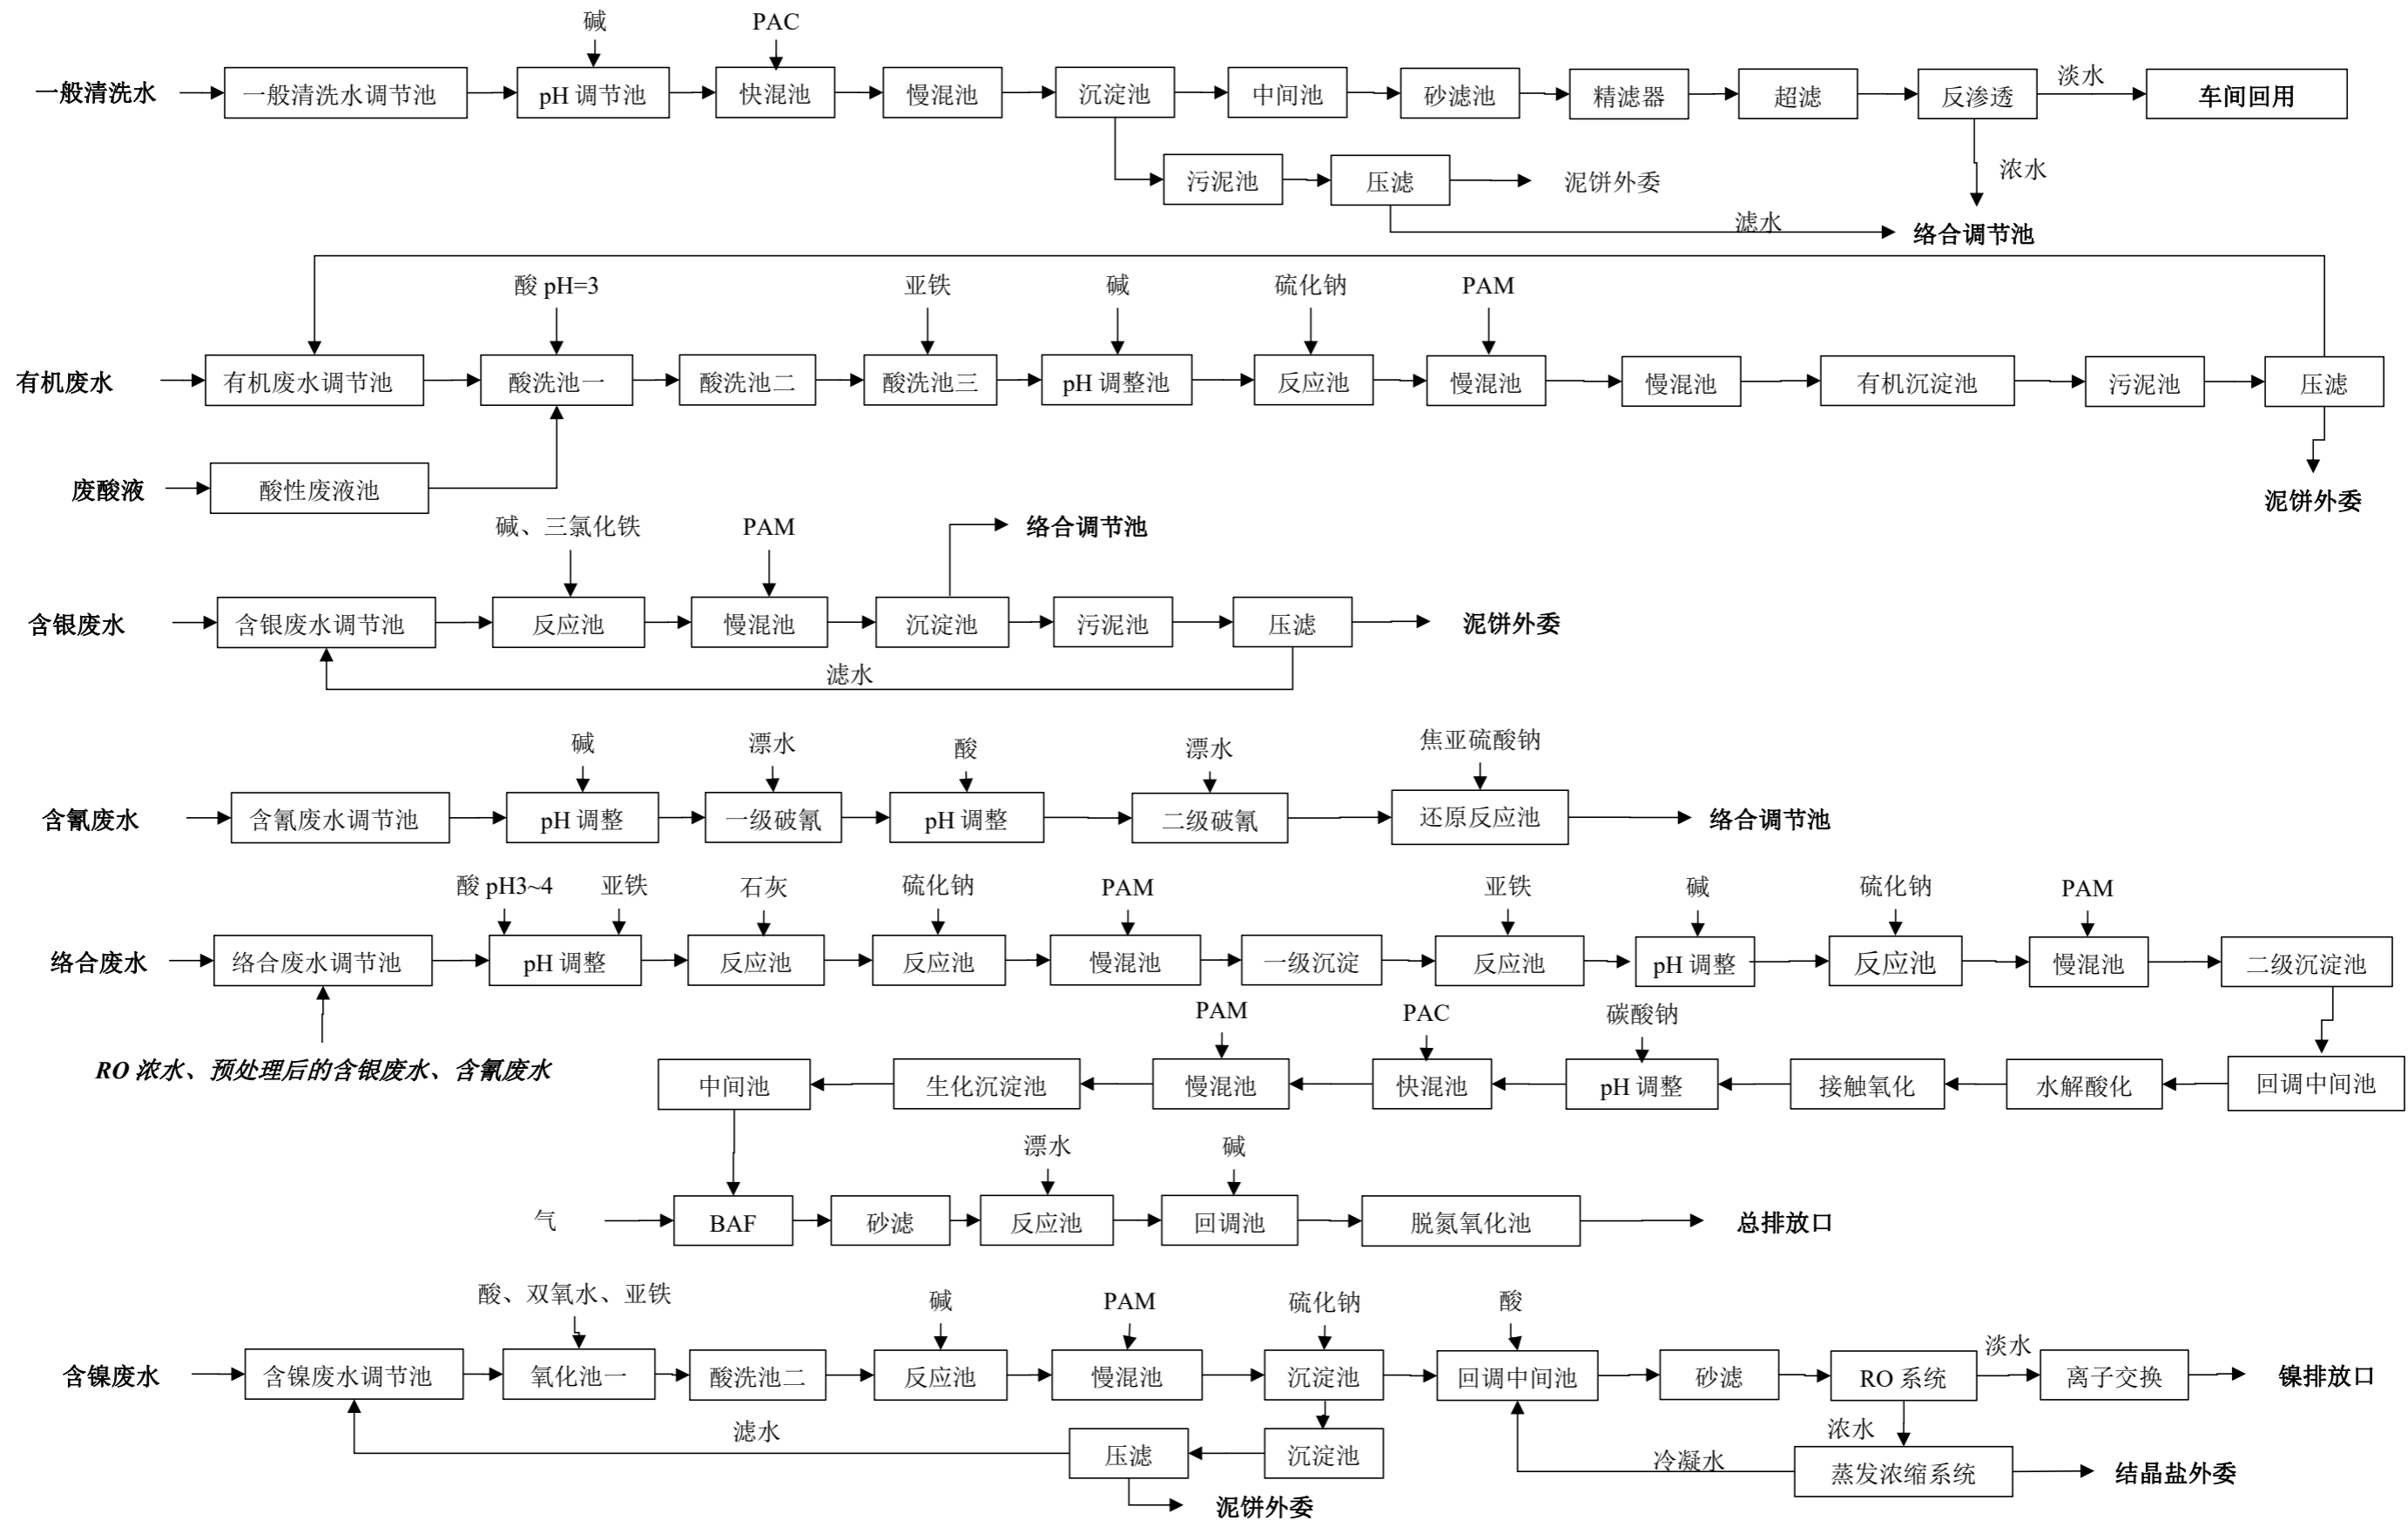 碱 PAC
一般清洗水 一般清洗水调节池 pH 调节池 快混池 慢混池 沉淀池 中间池 砂滤池 精滤器 超滤 反渗透 淡水 车间回用
污泥池 压滤 泥饼外委 浓水
滤水 络合调节池
酸 pH=3 亚铁 碱 硫化钠 PAM
有机废水 有机废水调节池 酸洗池一 酸洗池二 酸洗池三 pH 调整池 反应池 慢混池 慢混池 有机沉淀池 污泥池 压滤
废酸液 酸性废液池 泥饼外委
碱、三氯化铁 PAM 络合调节池
含银废水 含银废水调节池 反应池 慢混池 沉淀池 污泥池 压滤 泥饼外委
滤水
碱 漂水 酸 漂水 焦亚硫酸钠
含氰废水 含氰废水调节池 pH 调整 一级破氰 pH 调整 二级破氰 还原反应池 络合调节池
酸 pH3~4 亚铁 石灰 硫化钠 PAM 亚铁 碱 硫化钠 PAM
络合废水 络合废水调节池 pH 调整 反应池 反应池 慢混池 一级沉淀 反应池 pH 调整 反应池 慢混池 二级沉淀池
PAM PAC 碳酸钠
RO 浓水、预处理后的含银废水、含氰废水 中间池 生化沉淀池 慢混池 快混池 pH 调整 接触氧化 水解酸化 回调中间池
漂水 碱
气 BAF 砂滤 反应池 回调池 脱氮氧化池 总排放口
酸、双氧水、亚铁 碱 PAM 硫化钠 酸
含镍废水 含镍废水调节池 氧化池一 酸洗池二 反应池 慢混池 沉淀池 回调中间池 砂滤 RO 系统 淡水 离子交换 镍排放口
滤水 压滤 沉淀池 浓水
冷凝水 蒸发浓缩系统 结晶盐外委
泥饼外委